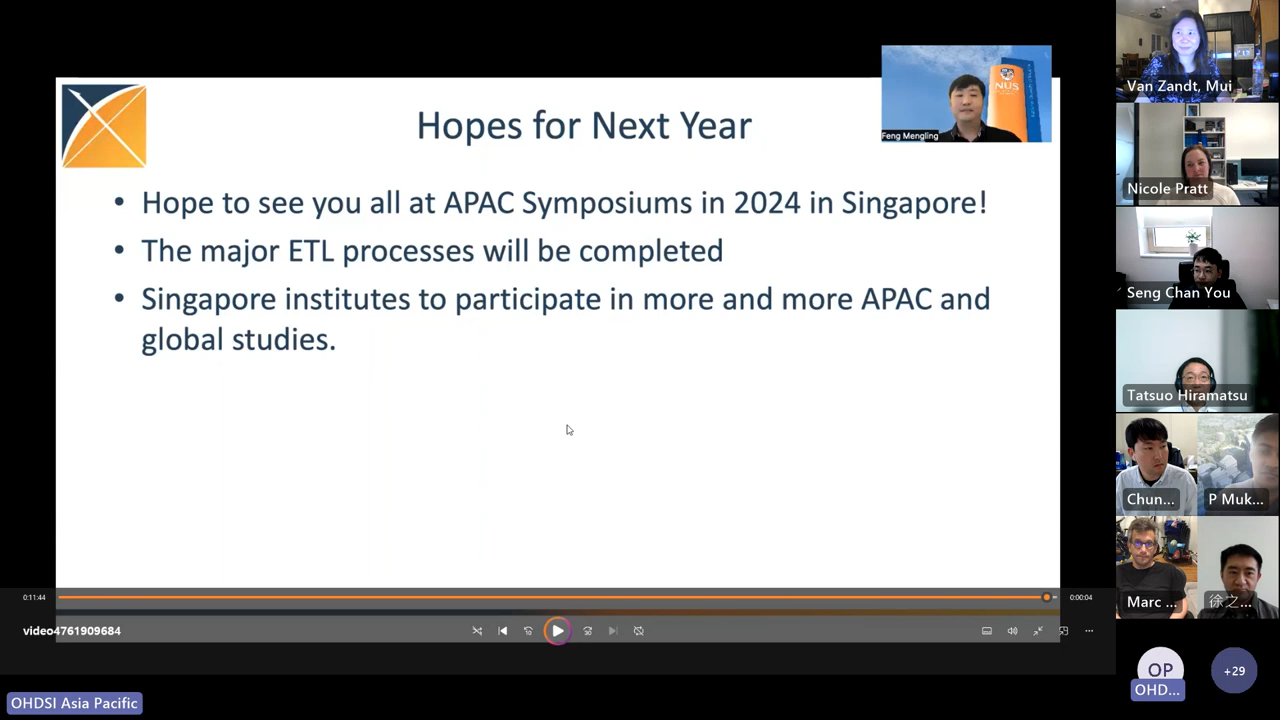 Hopes for Next Year
NUS
Feng Mengling
• Hope to see you all at APAC Symposiums in 2024 in Singapore!
• The major ETL processes will be completed
• Singapore institutes to participate in more and more APAC and
global studies.
0:11:44
0:00:04
video4761909684
OHDSI Asia Pacific
Van Zandt, Mui
Nicole Pratt
Seng Chan You
Tatsuo Hiramatsu
Chun...
P Muk...
Marc ...
徐之...
OP
OHD...
+29